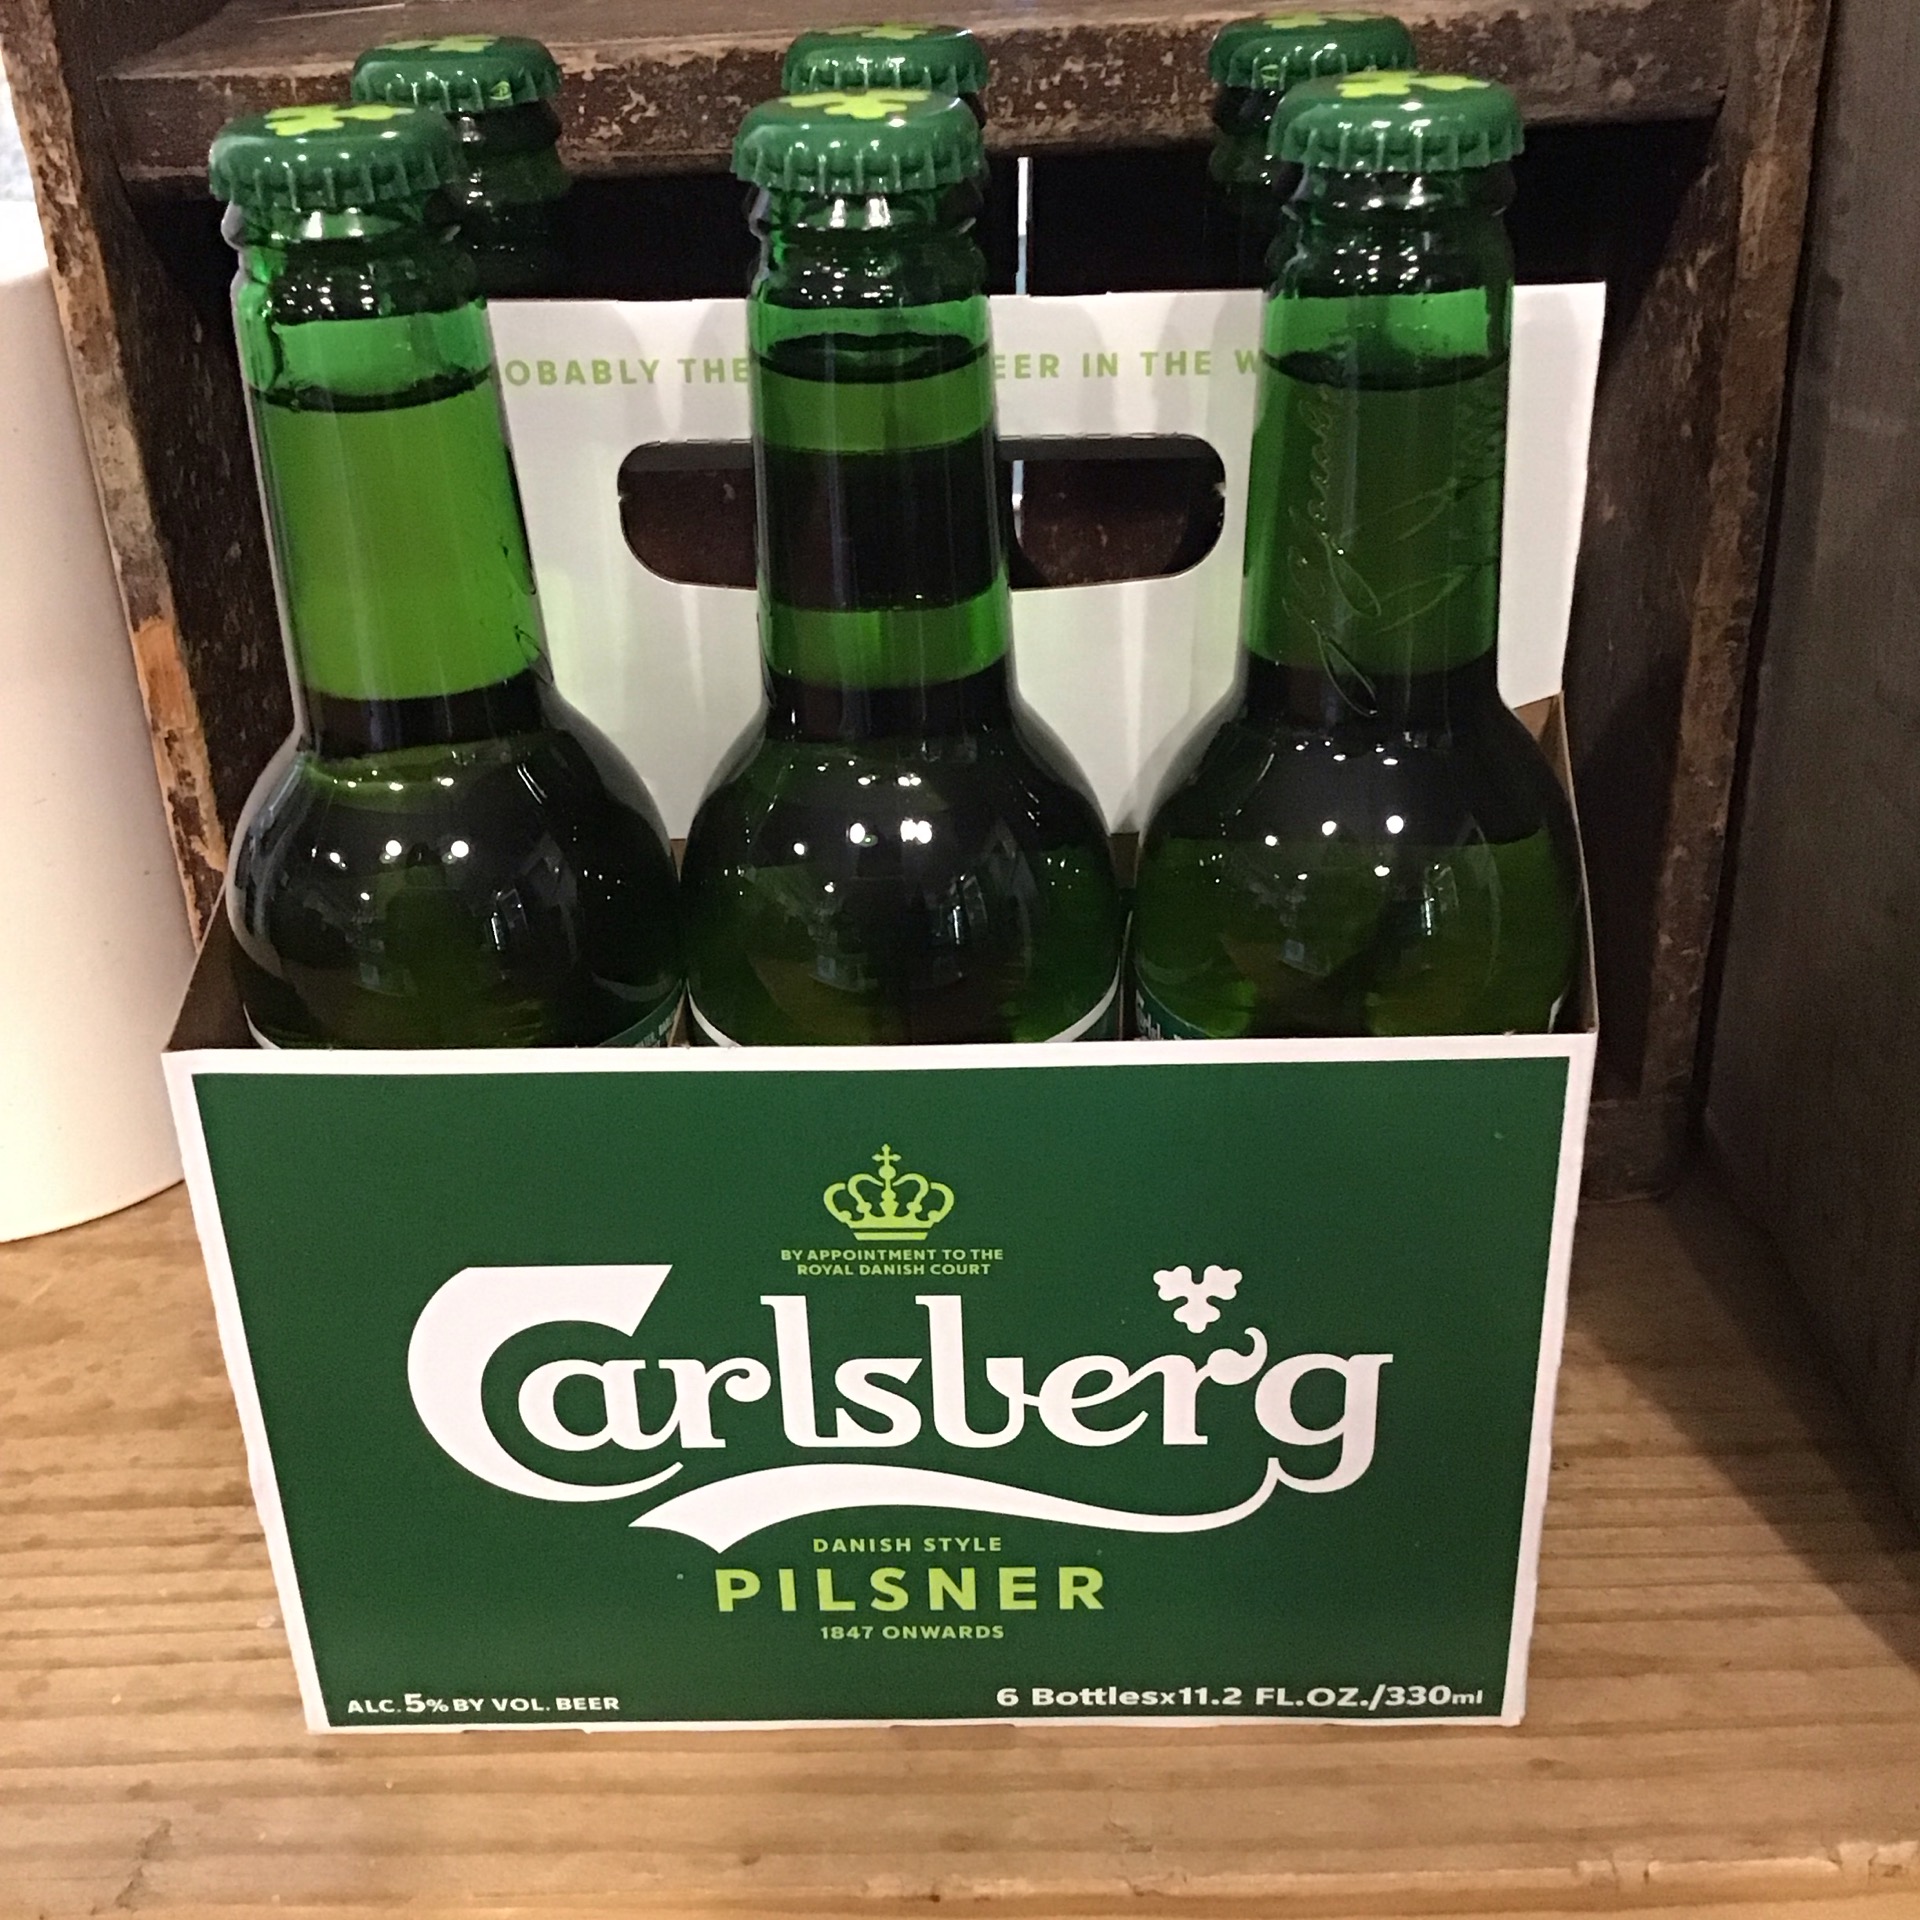 OBABLY THE EER IN THE W
BY APPOINTMENT TO THE
ROYAL DANISH COURT
Carlsberg
DANISH STYLE
PILSNER
1847 ONWARDS
ALC. 5% BY VOL. BEER
6 Bottlesx11.2 FL.OZ./330ml